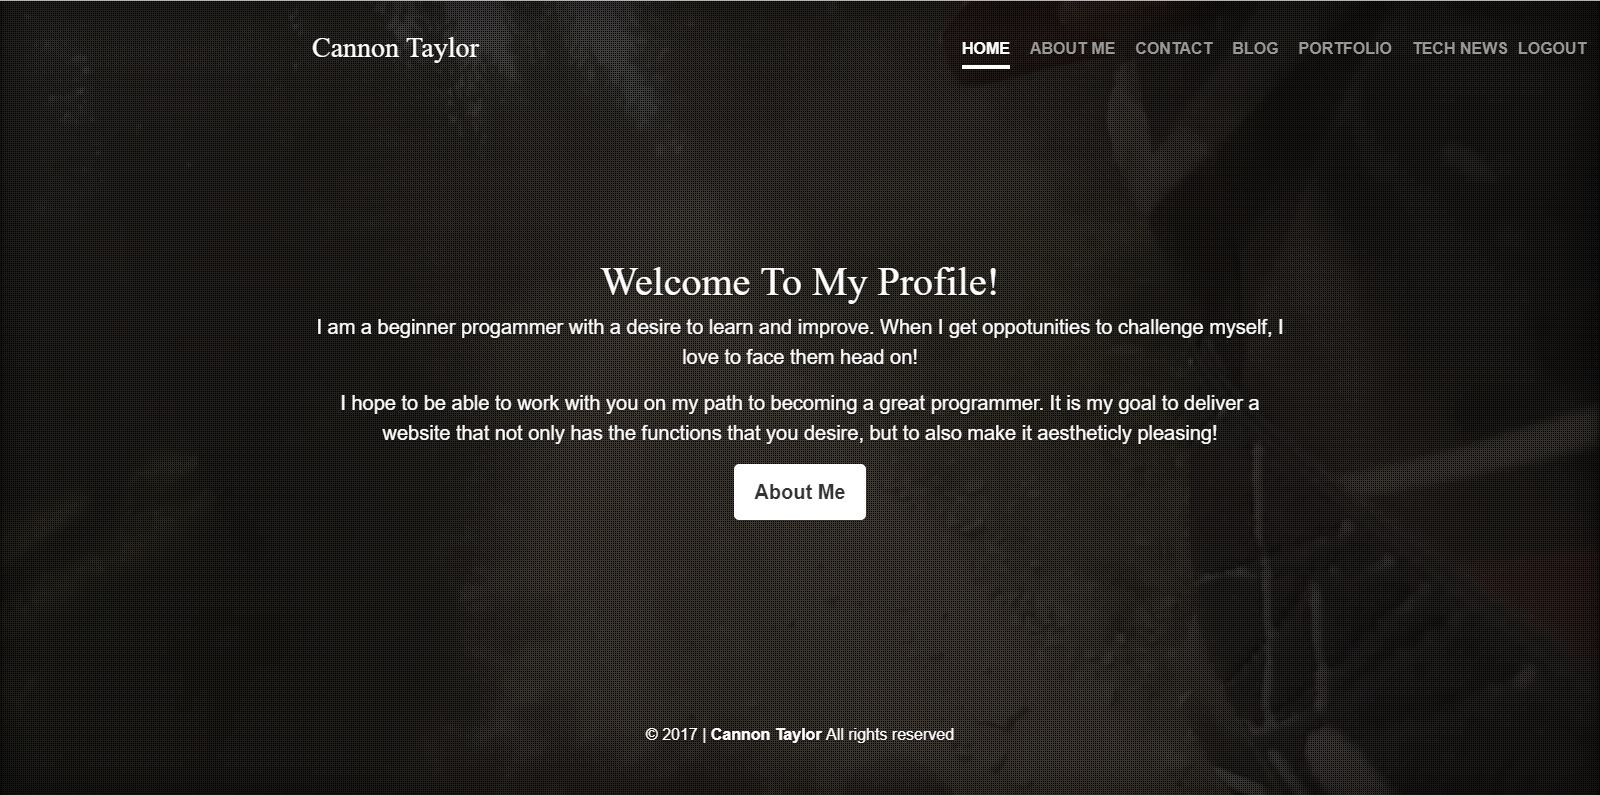 Cannon Taylor
HOME ABOUT ME CONTACT BLOG PORTFOLIO TECH NEWS LOGOUT
Welcome To My Profile!
I am a beginner progammer with a desire to learn and improve. When I get oppotunities to challenge myself, I
love to face them head on!
I hope to be able to work with you on my path to becoming a great programmer. It is my goal to deliver a
website that not only has the functions that you desire, but to also make it aestheticly pleasing!
About Me
© 2017 | Cannon Taylor All rights reserved